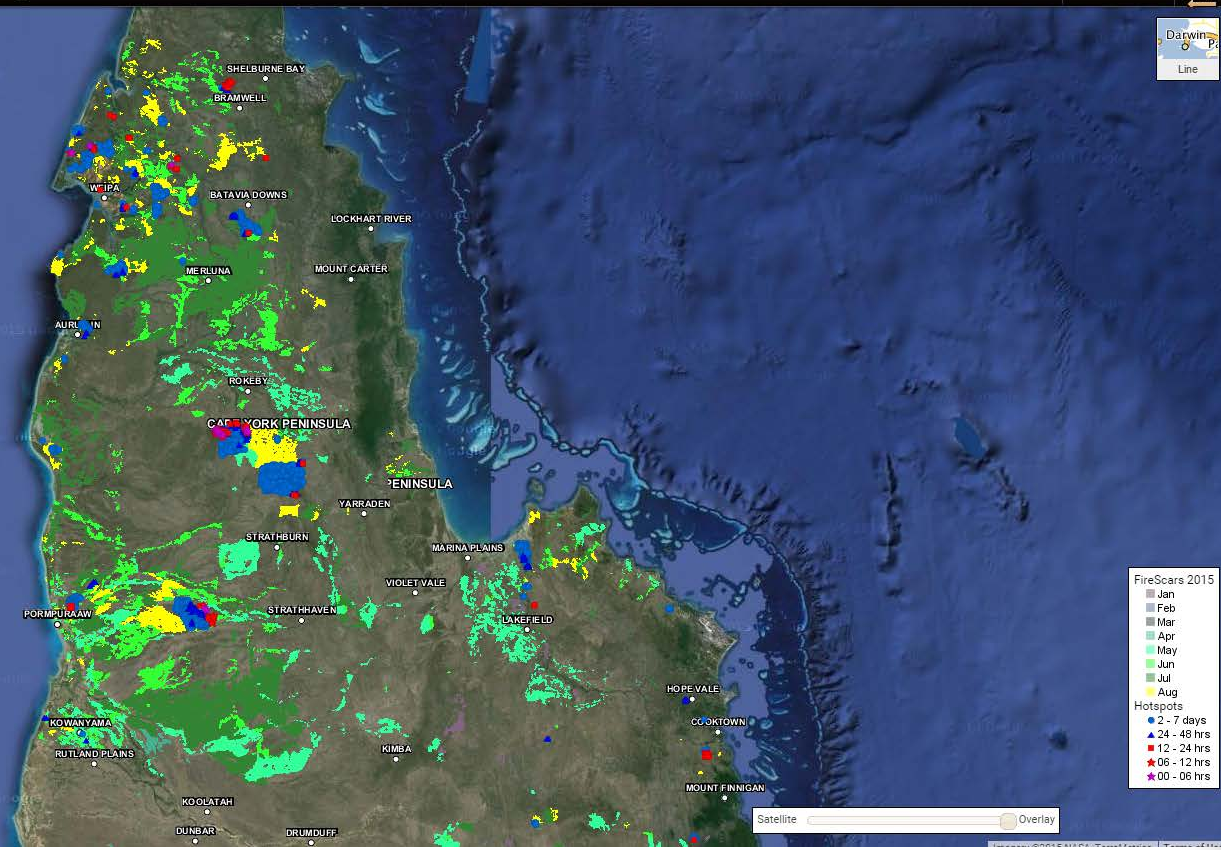 Darwin
Line
SHELBURNE BAY
BRAMWELL
WEIPA
BATAVIA DOWNS
LOCKHART RIVER
MERLUNA
MOUNT CARTER
AURUKUN
ROKEBY
CAPE YORK PENINSULA
PENINSULA
YARRADEN
STRATHBURN
MARINA PLAINS
VIOLET VALE
PORMPURAAW
STRATHHAVEN
LAKEFIELD
HOPE VALE
KOWANYAMA
COOKTOWN
RUTLAND PLAINS
KIMBA
MOUNT FINNIGAN
KOOLATAH
DUNBAR
DRUMDUFF
FireScars 2015
Jan
Feb
Mar
Apr
May
Jun
Jul
Aug
Hotspots
2 - 7 days
24 - 48 hrs
12 - 24 hrs
06 - 12 hrs
00 - 06 hrs
Satellite Overlay